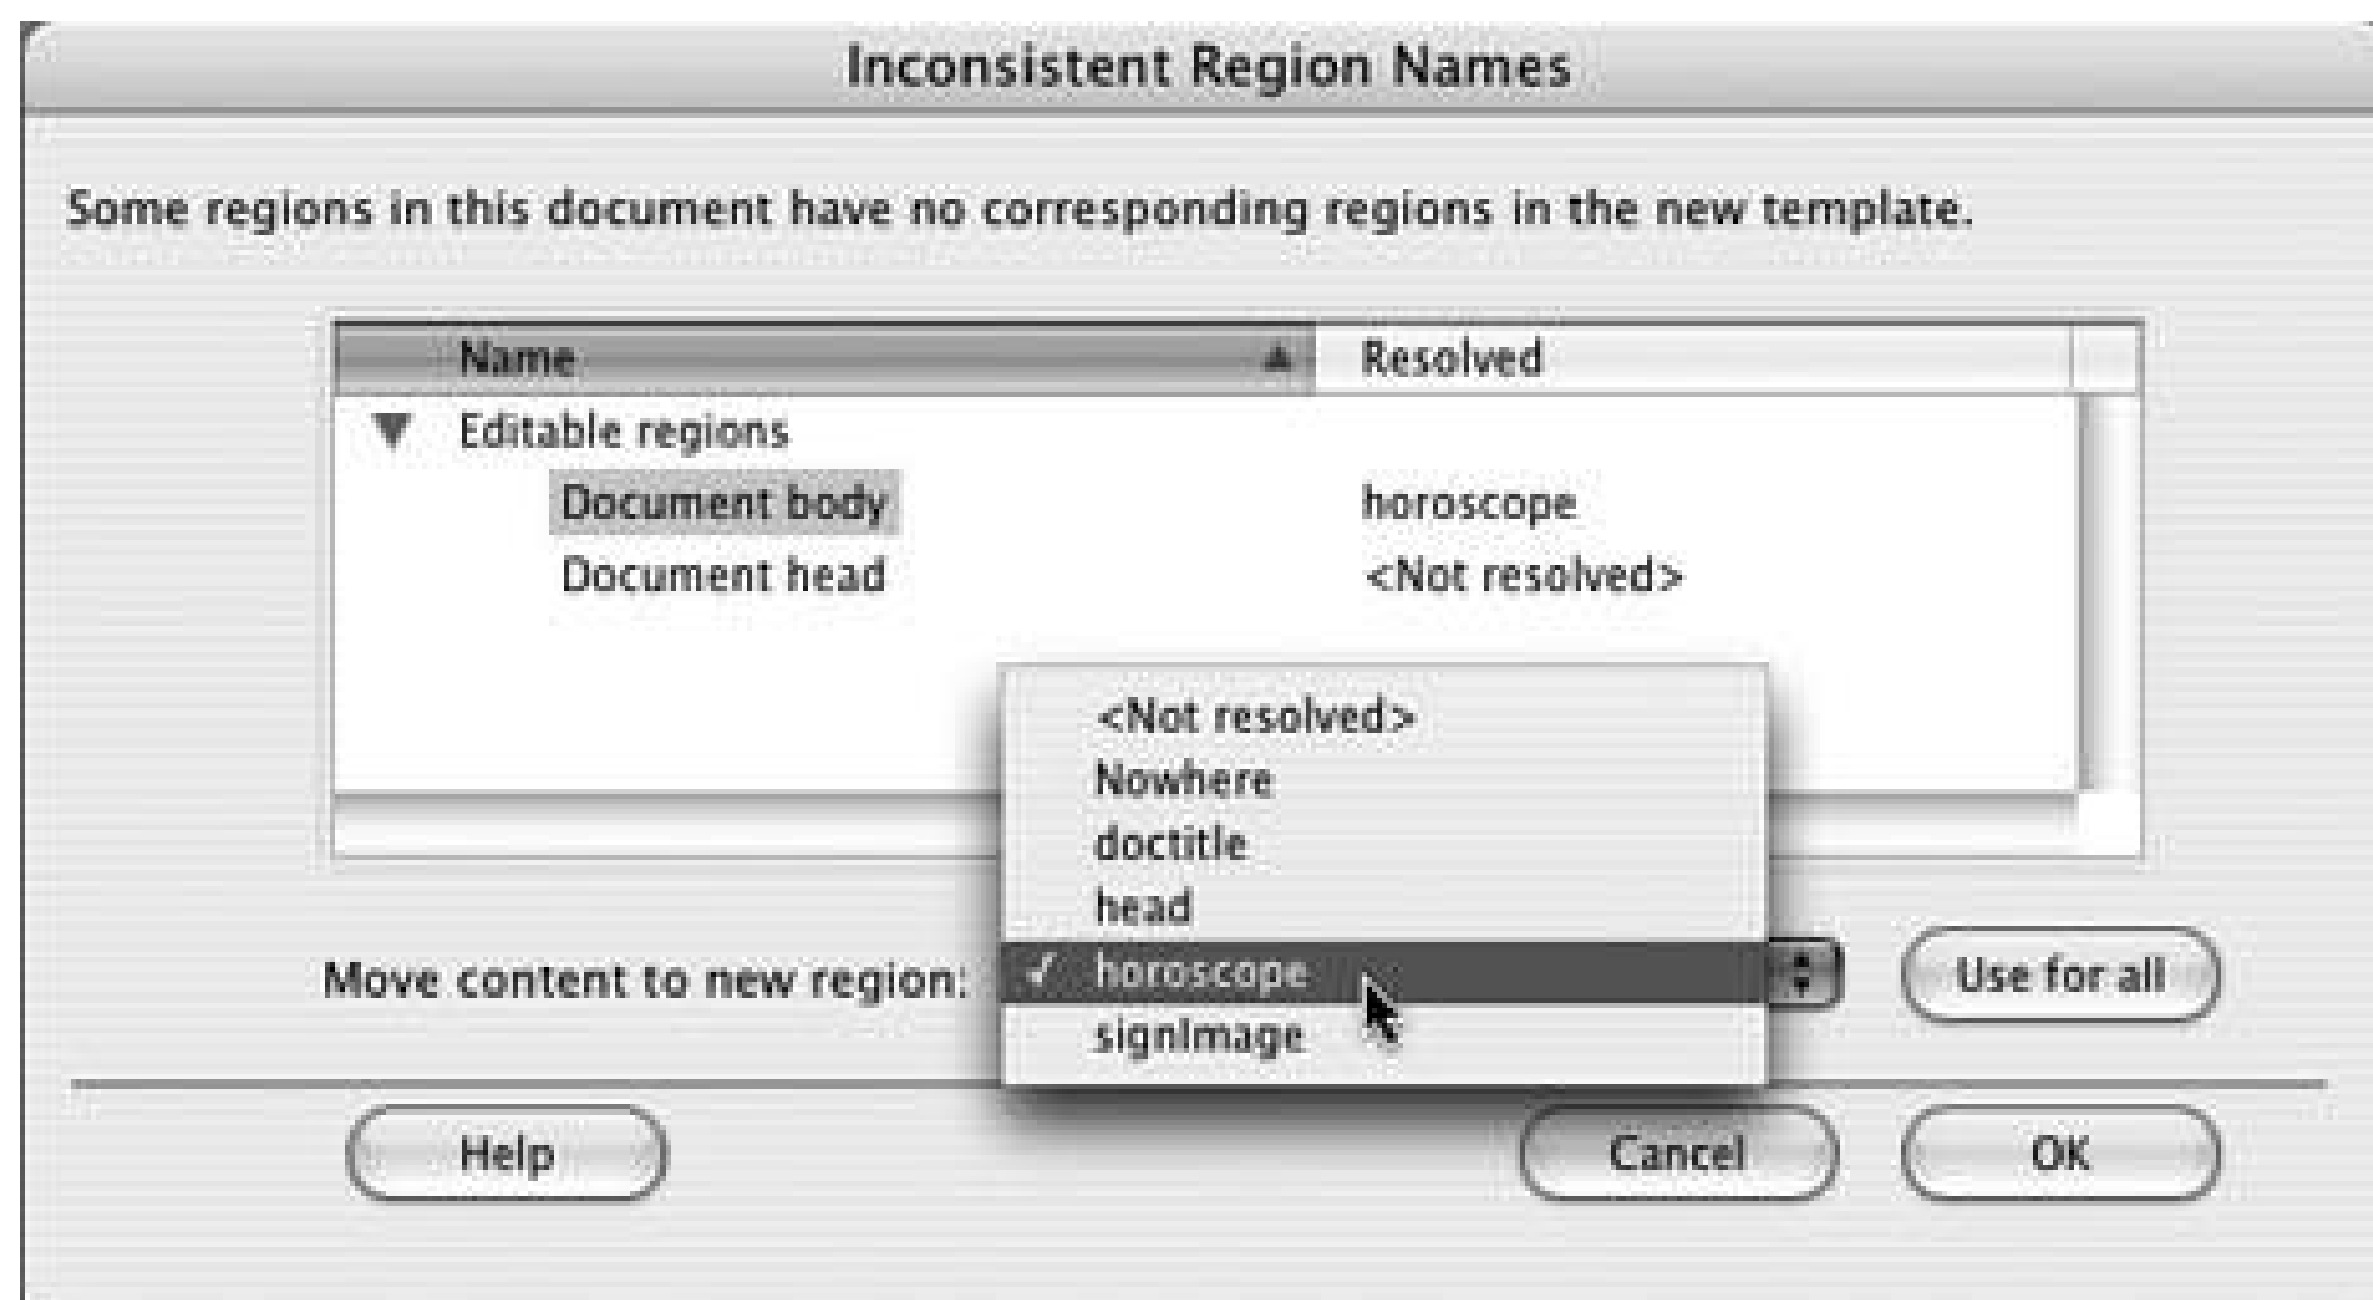 Inconsistent Region Names
Some regions in this document have no corresponding regions in the new template.
Name Resolved
Editable regions
Document body horoscope
Document head <Not resolved>
<Not resolved>
Nowhere
doctitle
head
Move content to new region: ✓ horoscope Use for all
signImage
Help Cancel OK